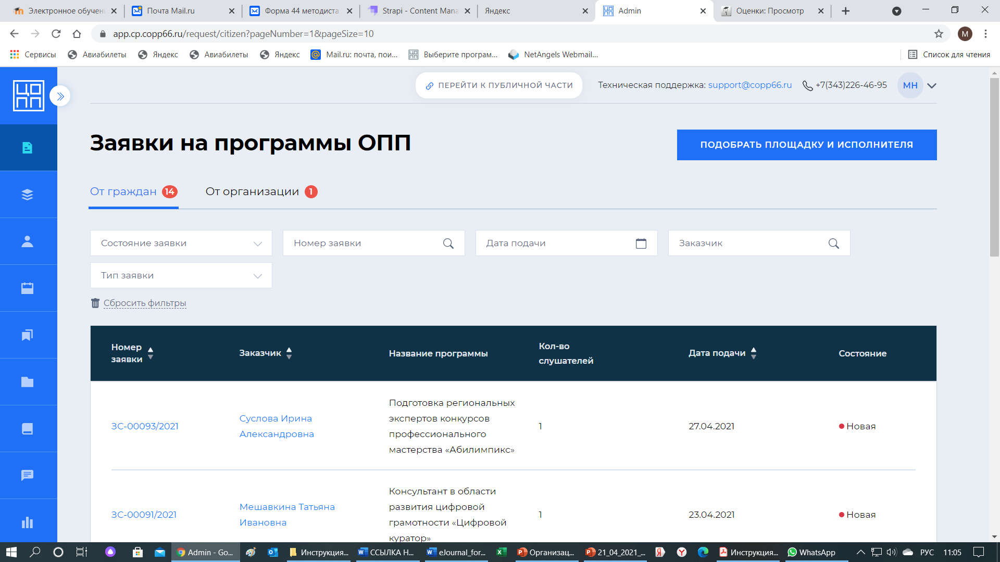 Электронное обучени
Почта Mail.ru
Форма 44 методиста
Strapi - Content Mana
Яндекс
Admin
Оценки: Просмотр
app.cp.copp66.ru/request/citizen?pageNumber=1&pageSize=10
М
Сервисы
Авиабилеты
Яндекс
Авиабилеты
Яндекс
Mail.ru: почта, пои...
Выберите програм...
NetAngels Webmail...
Список для чтения
ЦОПП
ПЕРЕЙТИ К ПУБЛИЧНОЙ ЧАСТИ
Техническая поддержка: support@copp66.ru
+7(343)226-46-95
МН
Заявки на программы ОПП
ПОДОБРАТЬ ПЛОЩАДКУ И ИСПОЛНИТЕЛЯ
От граждан 14
От организации 1
Состояние заявки
Номер заявки
Дата подачи
Заказчик
Тип заявки
Сбросить фильтры
Номер
заявки
Заказчик
Название программы
Кол-во
слушателей
Дата подачи
Состояние
ЗС-00093/2021
Суслова Ирина
Александровна
Подготовка региональных
экспертов конкурсов
профессионального
мастерства «Абилимпикс»
1
27.04.2021
Новая
ЗС-00091/2021
Мешавкина Татьяна
Ивановна
Консультант в области
развития цифровой
грамотности «Цифровой
куратор»
1
23.04.2021
Новая
Admin - Go...
Инструкция...
ССЫЛКА Н...
eJournal_for...
Организац...
21_04_2021_...
Инструкция...
WhatsApp
РУС
11:05